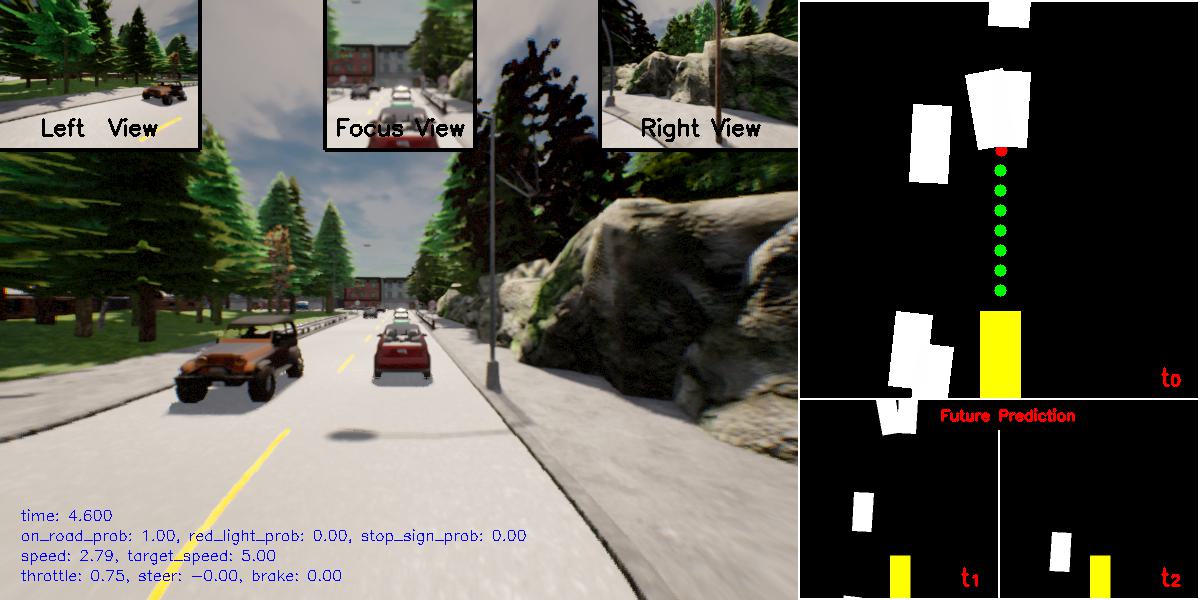 Left View
Focus View
Right View
t0
Future Prediction
time: 4.600
on_road_prob: 1.00, red_light_prob: 0.00, stop_sign_prob: 0.00
speed: 2.79, target_speed: 5.00
throttle: 0.75, steer: −0.00, brake: 0.00
t1
t2